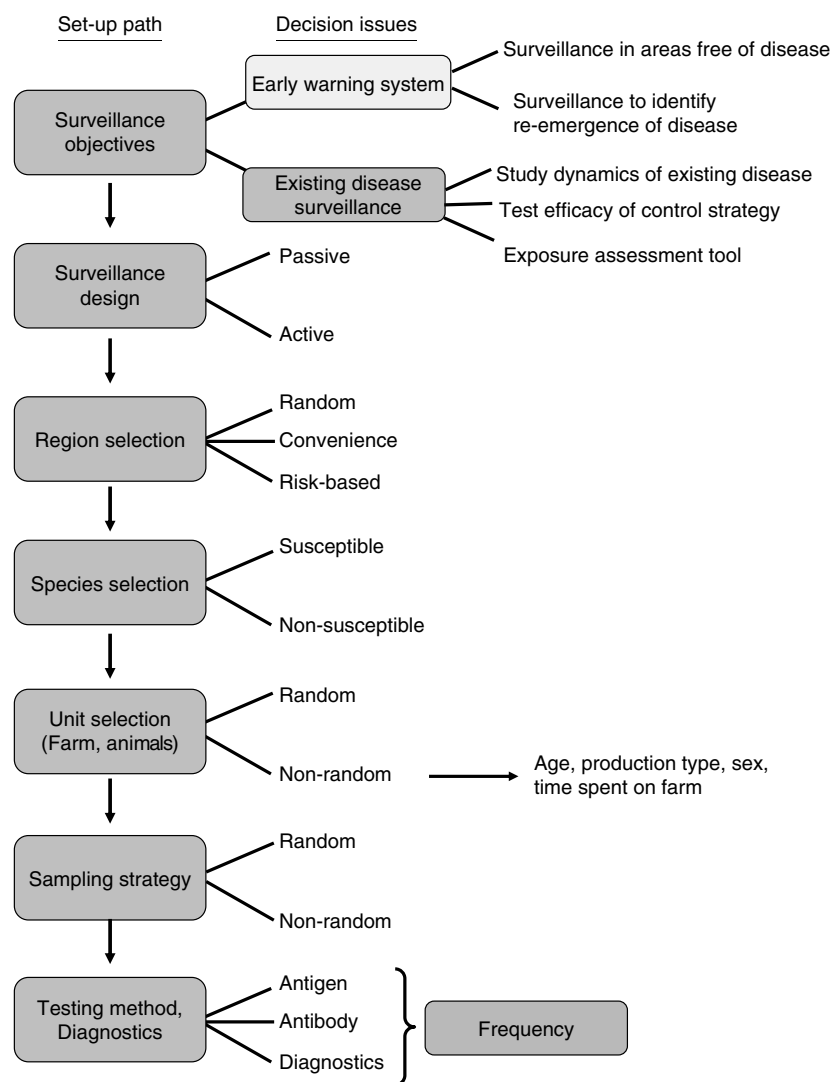 Set-up path
Decision issues
Early warning system
Surveillance in areas free of disease
Surveillance to identify
re-emergence of disease
Surveillance
objectives
Existing disease
surveillance
Study dynamics of existing disease
Test efficacy of control strategy
Exposure assessment tool
Surveillance
design
Passive
Active
Region selection
Random
Convenience
Risk-based
Species selection
Susceptible
Non-susceptible
Unit selection
(Farm, animals)
Random
Non-random
Age, production type, sex,
time spent on farm
Sampling strategy
Random
Non-random
Testing method,
Diagnostics
Antigen
Antibody
Diagnostics
Frequency